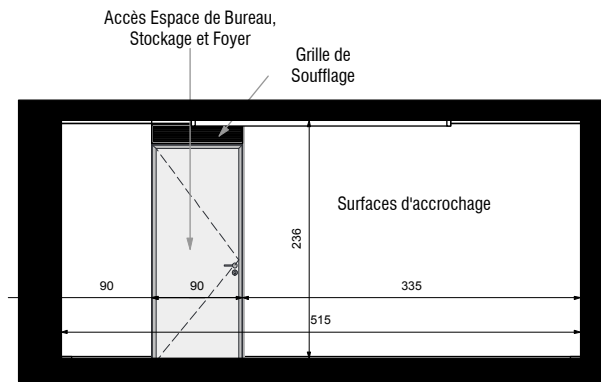 Accès Espace de Bureau,
Stockage et Foyer
Grille de
Soufflage
Surfaces d'accrochage
236
90
90
335
515